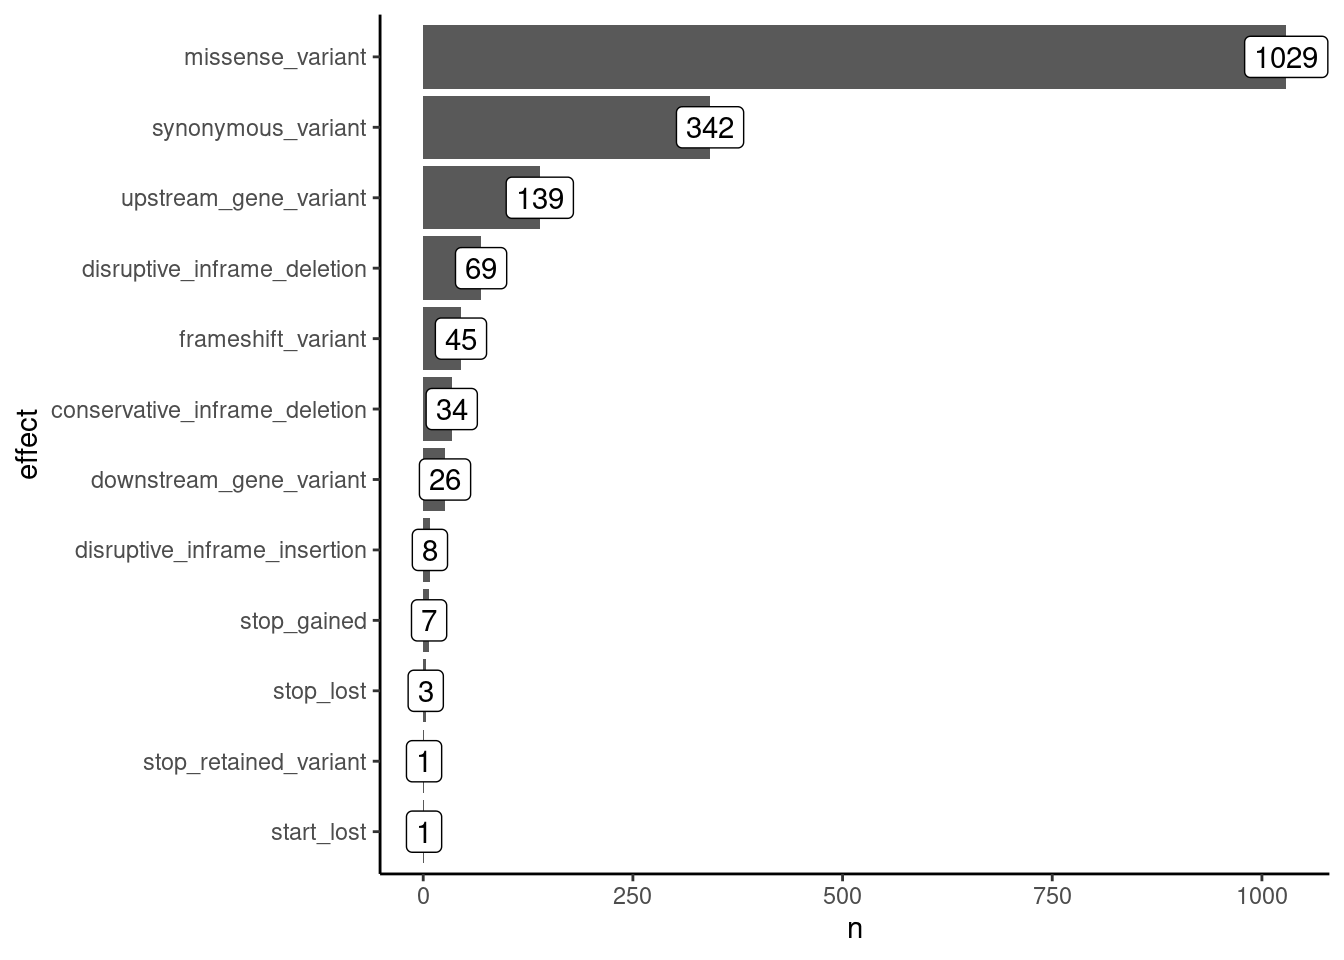 effect
missense_variant 1029
synonymous_variant 342
upstream_gene_variant 139
disruptive_inframe_deletion 69
frameshift_variant 45
conservative_inframe_deletion 34
downstream_gene_variant 26
disruptive_inframe_insertion 8
stop_gained 7
stop_lost 3
stop_retained_variant 1
start_lost 1
0 250 500 750 1000
n